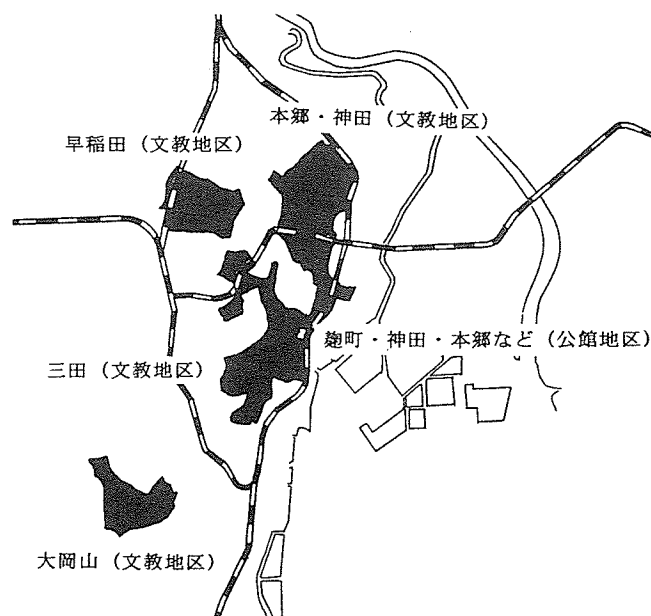 本郷・神田（文教地区）
早稲田（文教地区）
麴町・神田・本郷など（公館地区）
三田（文教地区）
大岡山（文教地区）